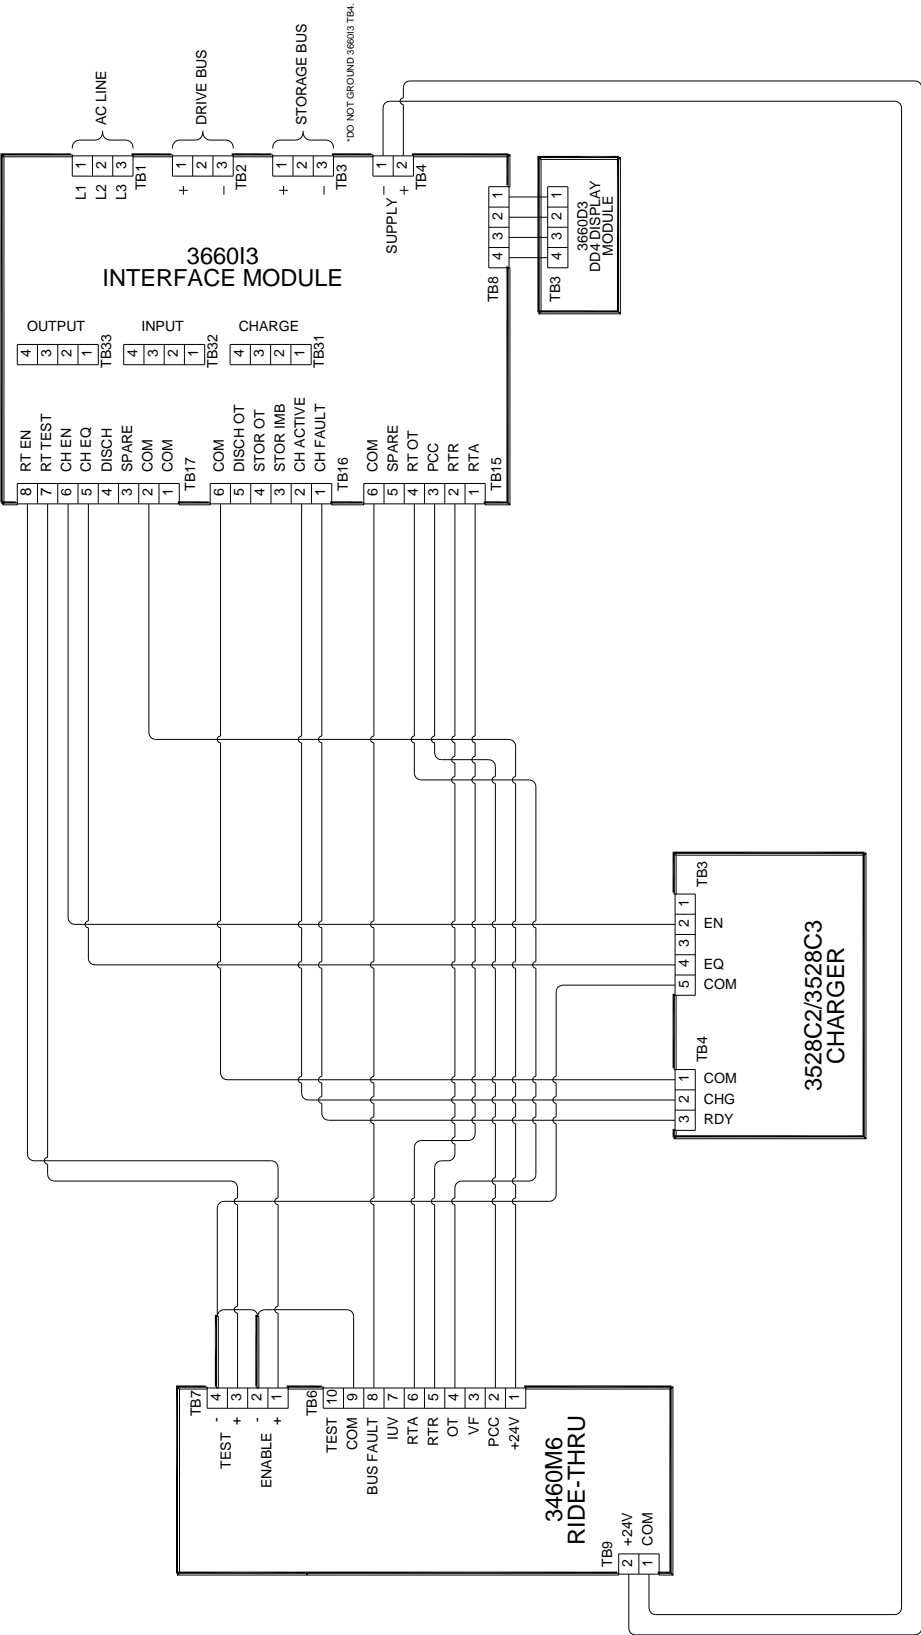 AC LINE
DRIVE BUS
STORAGE BUS
*DO NOT GROUND 3660I3 TB4.
L1 1
L2 2
L3 3
TB1
+ 1
2
- 3
TB2
+ 1
2
- 3
TB3
SUPPLY
- 1
+ 2
TB4
3660I3
INTERFACE MODULE
4 3 2 1
TB8
4 3 2 1
TB3
3660D3
DD4 DISPLAY
MODULE
OUTPUT
4 3 2 1
TB33
INPUT
4 3 2 1
TB32
CHARGE
4 3 2 1
TB31
8 RT EN
7 RT TEST
6 CH EN
5 CH EQ
4 DISCH
3 SPARE
2 COM
1 COM
TB17
6 COM
5 DISCH OT
4 STOR OT
3 STOR IMB
2 CH ACTIVE
1 CH FAULT
TB16
6 COM
5 SPARE
4 RT OT
3 PCC
2 RTR
1 RTA
TB15
TB3
1
2 EN
3
4 EQ
5 COM
TB4
1 COM
2 CHG
3 RDY
3528C2/3528C3
CHARGER
TB7
TEST
- 4
+ 3
ENABLE
- 2
+ 1
TB6
TEST 10
COM 9
BUS FAULT 8
IUV 7
RTA 6
RTR 5
OT 4
VF 3
PCC 2
+24V 1
3460M6
RIDE-THRU
TB9
2 +24V
1 COM